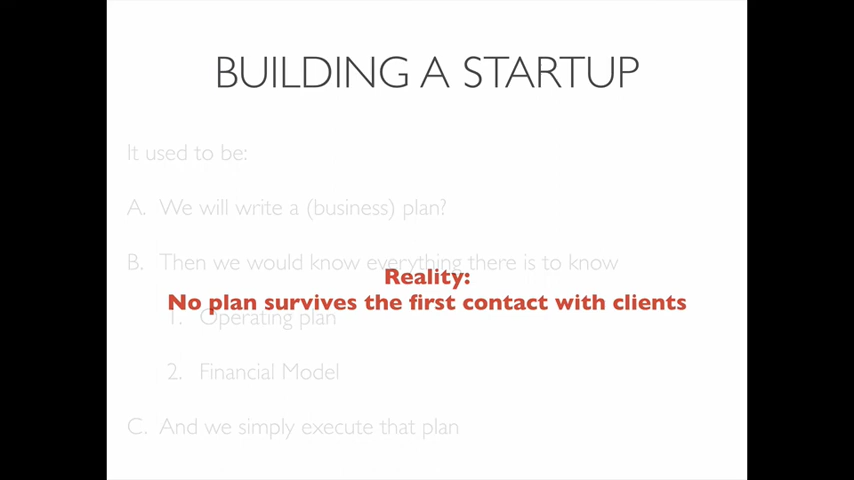 BUILDING A STARTUP
It used to be:
A. We will write a (business) plan?
B. Then we would know everything there is to know
Reality:
No plan survives the first contact with clients
1. Operating plan
2. Financial Model
C. And we simply execute that plan